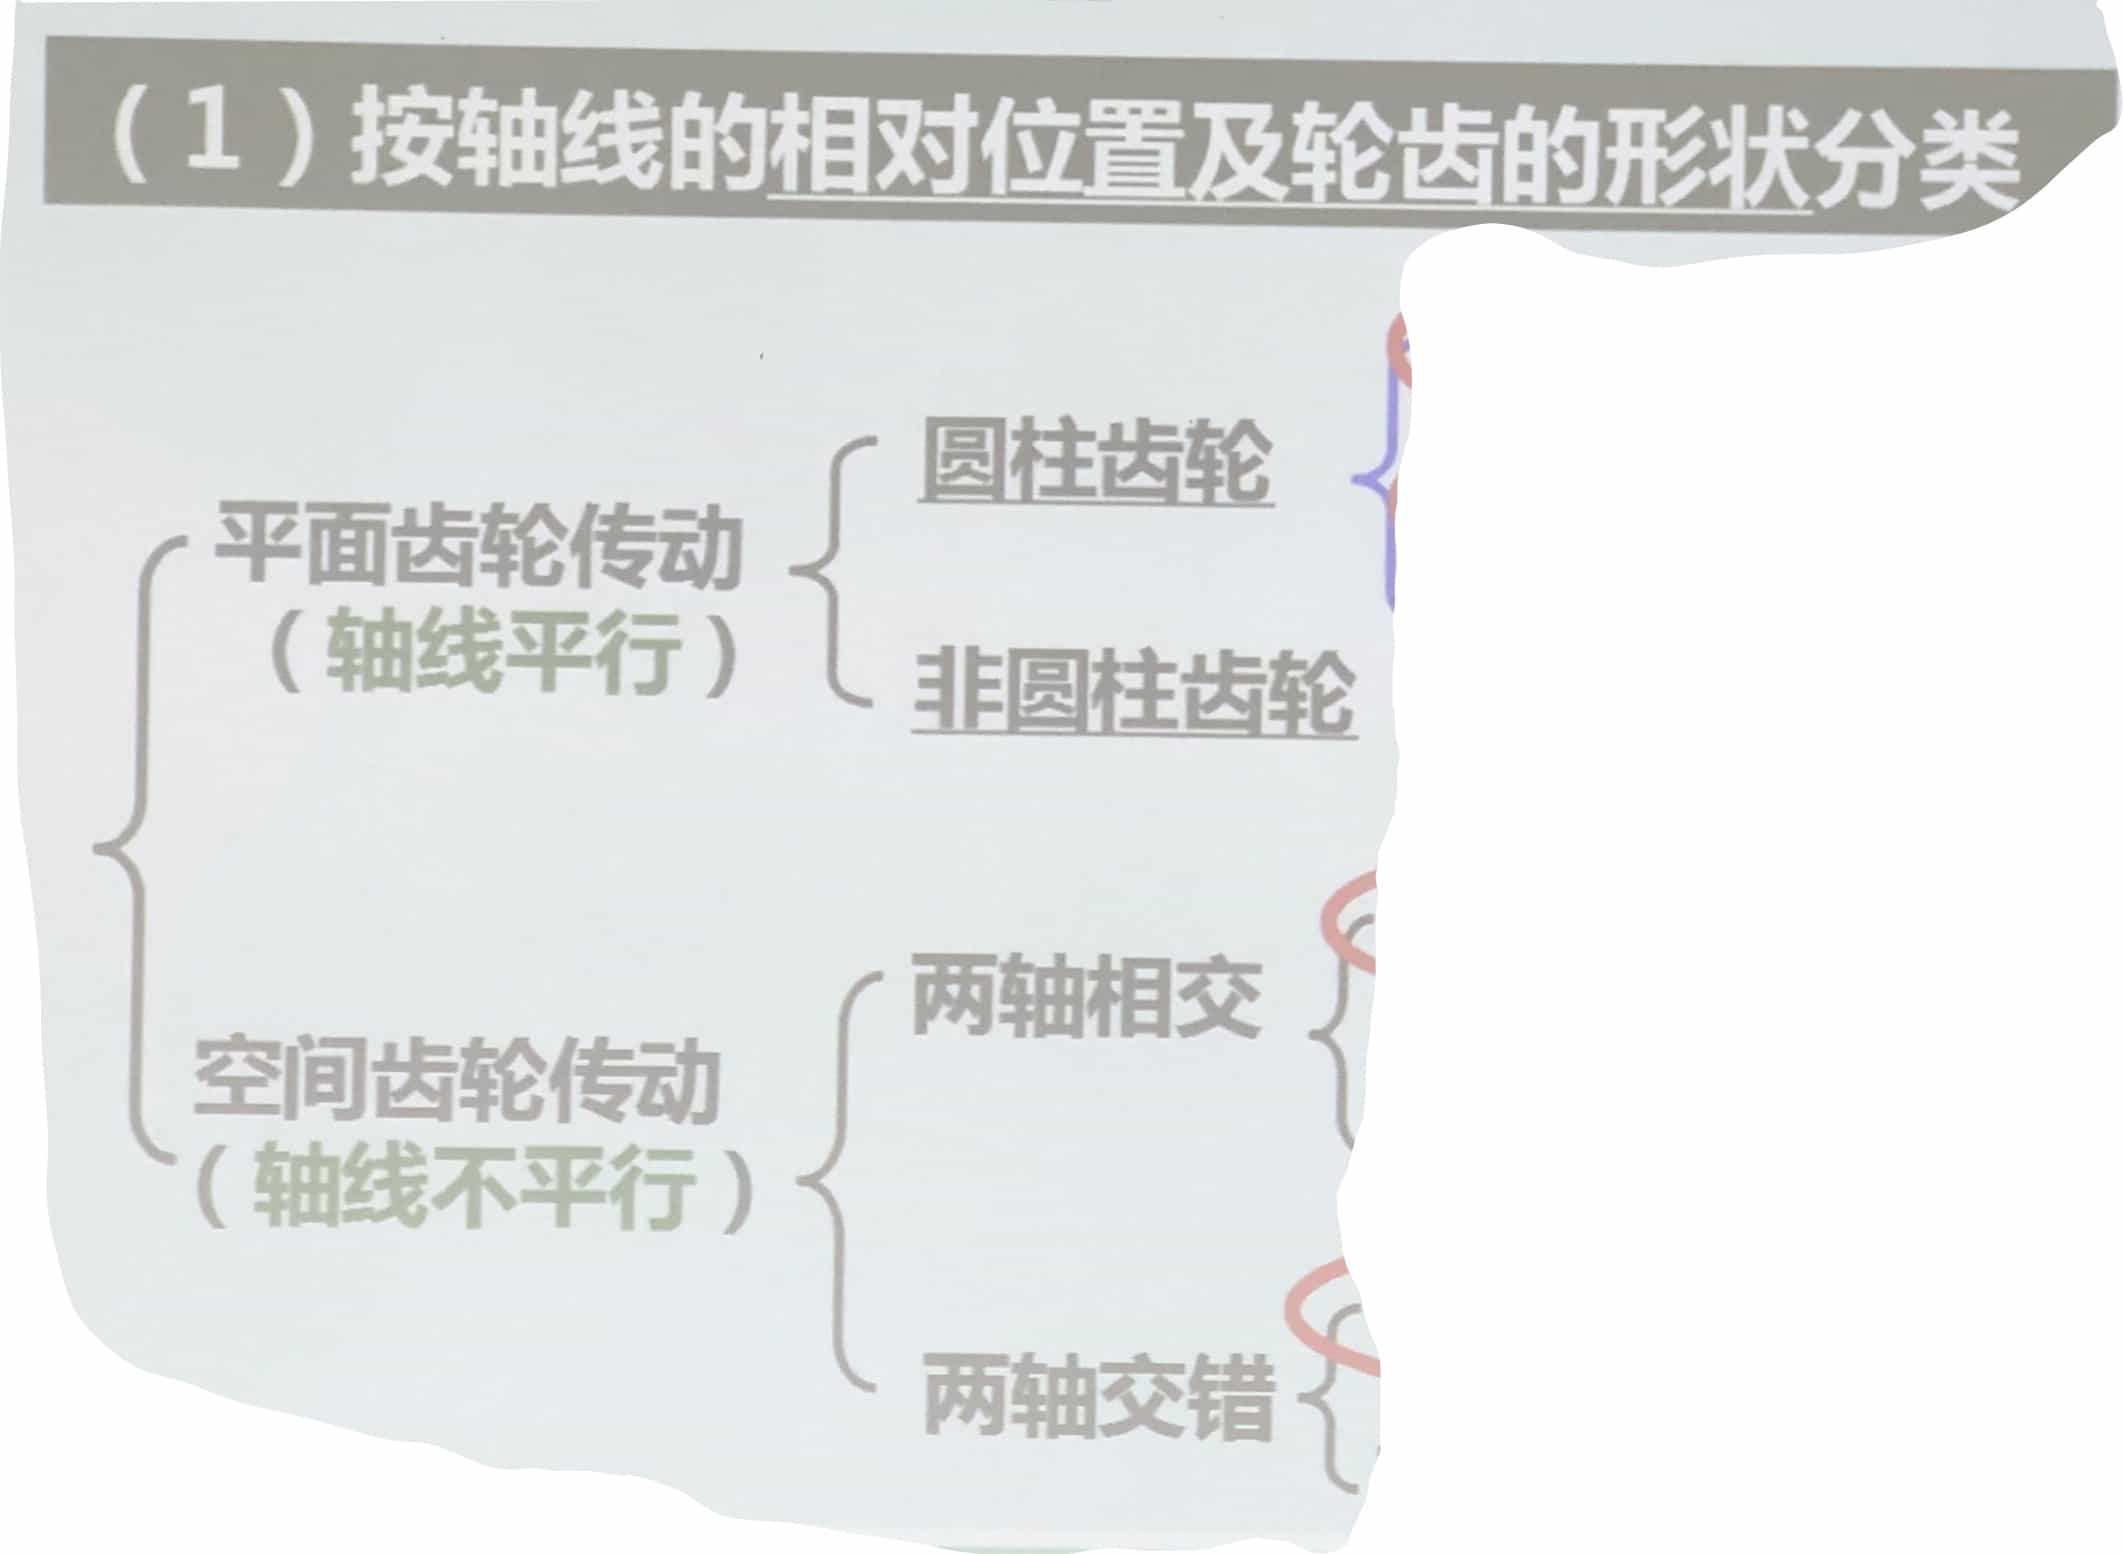 （1）按轴线的相对位置及轮齿的形状分类
平面齿轮传动
（轴线平行）
圆柱齿轮
非圆柱齿轮
空间齿轮传动
（轴线不平行）
两轴相交
两轴交错